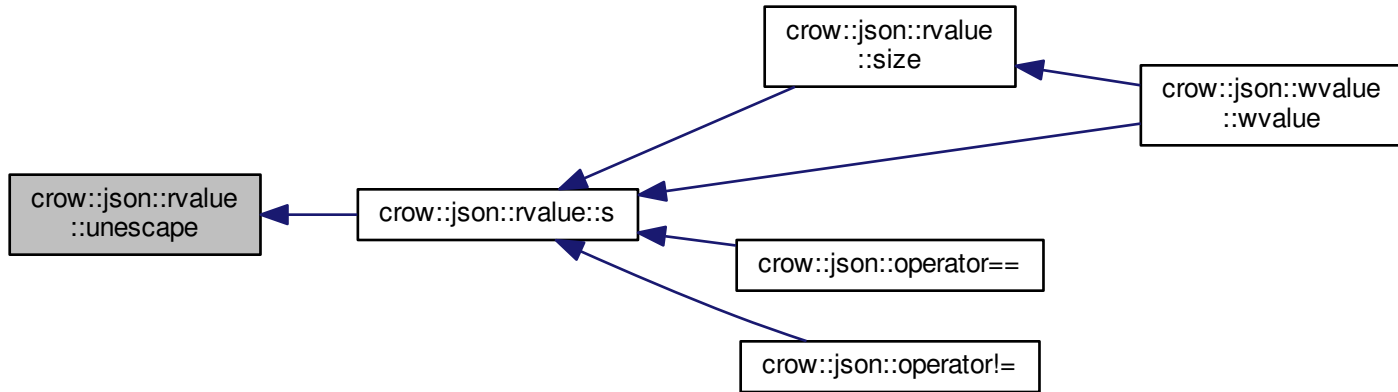 crow::json::rvalue
::size
crow::json::wvalue
::wvalue
crow::json::rvalue
::unescape
crow::json::rvalue::s
crow::json::operator==
crow::json::operator!=